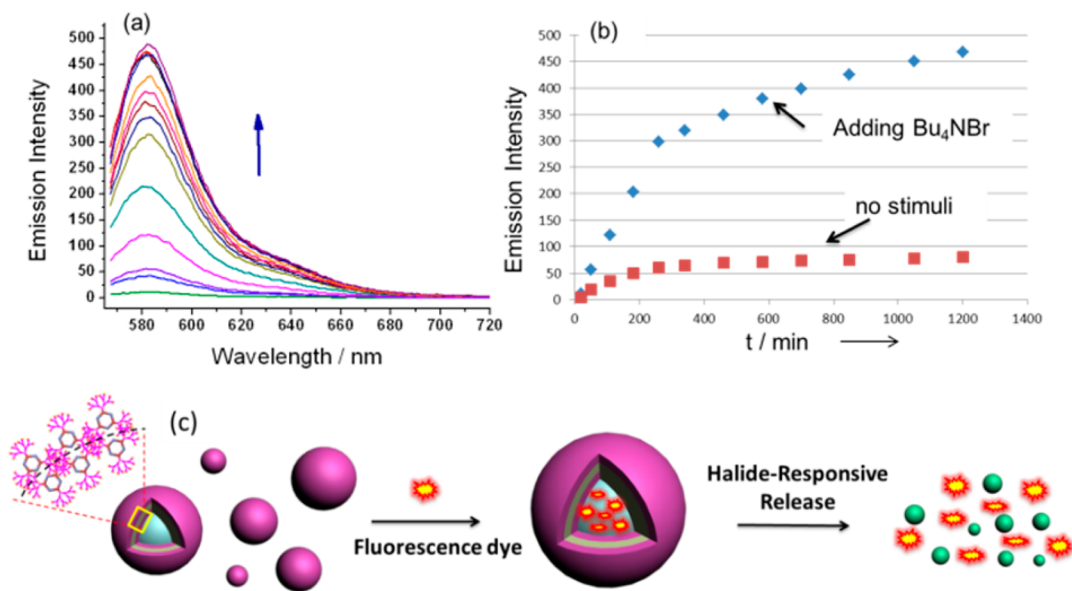 (a)
500
450
400
350
300
250
200
150
100
50
0
Emission Intensity
580 600 620 640 660 680 700 720
Wavelength / nm
(b)
500
450
400
350
300
250
200
150
100
50
0
Emission Intensity
Adding Bu₄NBr
no stimuli
0 200 400 600 800 1000 1200 1400
t / min
(c)
Fluorescence dye
Halide-Responsive
Release